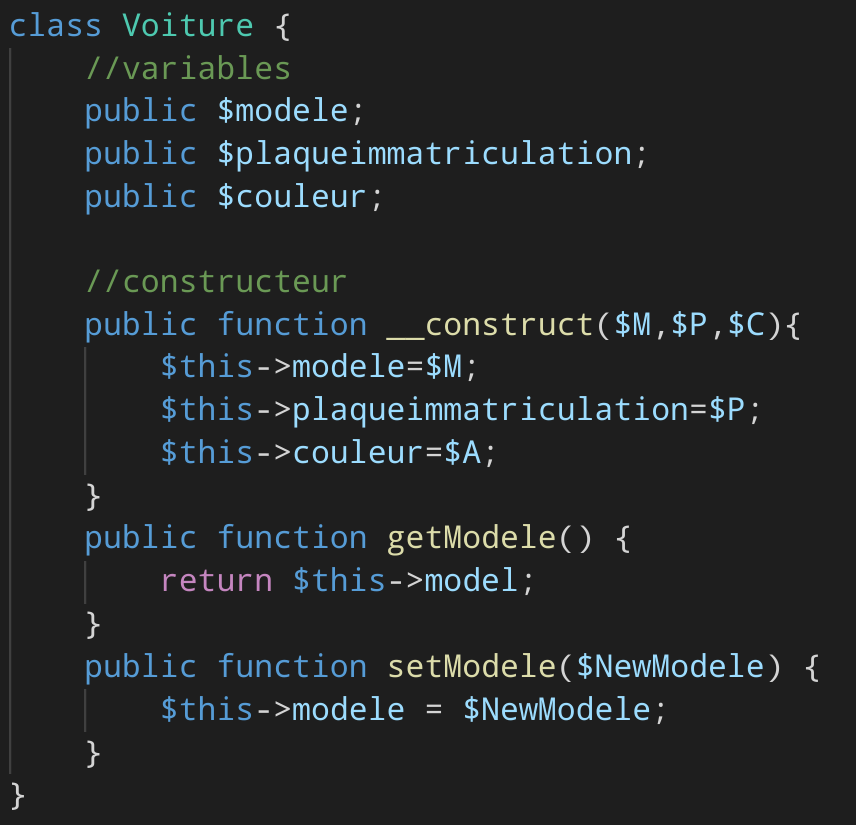 class Voiture {
    //variables
    public $modele;
    public $plaqueimmatriculation;
    public $couleur;

    //constructeur
    public function __construct($M,$P,$C){
        $this->modele=$M;
        $this->plaqueimmatriculation=$P;
        $this->couleur=$A;
    }
    public function getModele() {
        return $this->model;
    }
    public function setModele($NewModele) {
        $this->modele = $NewModele;
    }
}